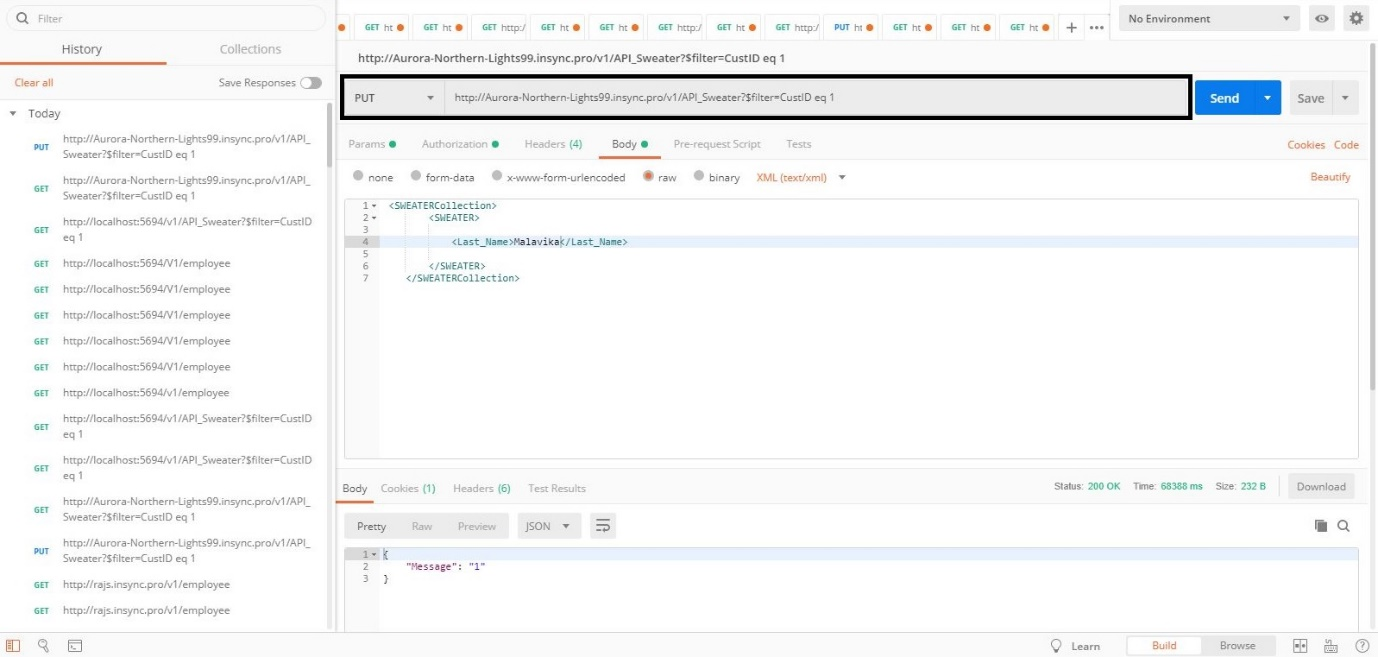 Filter
History Collections
Clear all Save Responses
Today
PUT http://Aurora-Northern-Lights99.insync.pro/v1/API_
Sweater?$filter=CustID eq 1
GET http://Aurora-Northern-Lights99.insync.pro/v1/API_
Sweater?$filter=CustID eq 1
GET http://localhost:5694/v1/API_Sweater?$filter=CustID
eq 1
GET http://localhost:5694/V1/employee
GET http://localhost:5694/V1/employee
GET http://localhost:5694/V1/employee
GET http://localhost:5694/V1/employee
GET http://localhost:5694/V1/employee
GET http://localhost:5694/v1/employee
GET http://localhost:5694/v1/API_Sweater?$filter=CustID
eq 1
GET http://localhost:5694/v1/API_Sweater?$filter=CustID
eq 1
GET http://Aurora-Northern-Lights99.insync.pro/v1/API_
Sweater?$filter=CustID eq 1
PUT http://Aurora-Northern-Lights99.insync.pro/v1/API_
Sweater?$filter=CustID eq 1
GET http://rajs.insync.pro/v1/employee
GET http://rajs.insync.pro/v1/employee
GET ht GET ht GET http:/ GET ht GET ht GET http:/ GET ht GET http:/ PUT ht GET ht GET ht GET ht + ••• No Environment
http://Aurora-Northern-Lights99.insync.pro/v1/API_Sweater?$filter=CustID eq 1
PUT http://Aurora-Northern-Lights99.insync.pro/v1/API_Sweater?$filter=CustID eq 1 Send Save
Params Authorization Headers (4) Body Pre-request Script Tests Cookies Code
none form-data x-www-form-urlencoded raw binary XML (text/xml) Beautify
1 <SWEATERCollection>
2 <SWEATER>
3
4 <Last_Name>Malavika</Last_Name>
5
6 </SWEATER>
7 </SWEATERCollection>
Body Cookies (1) Headers (6) Test Results Status: 200 OK Time: 68388 ms Size: 232 B Download
Pretty Raw Preview JSON
1 {
2 "Message": "1"
3 }
Learn Build Browse